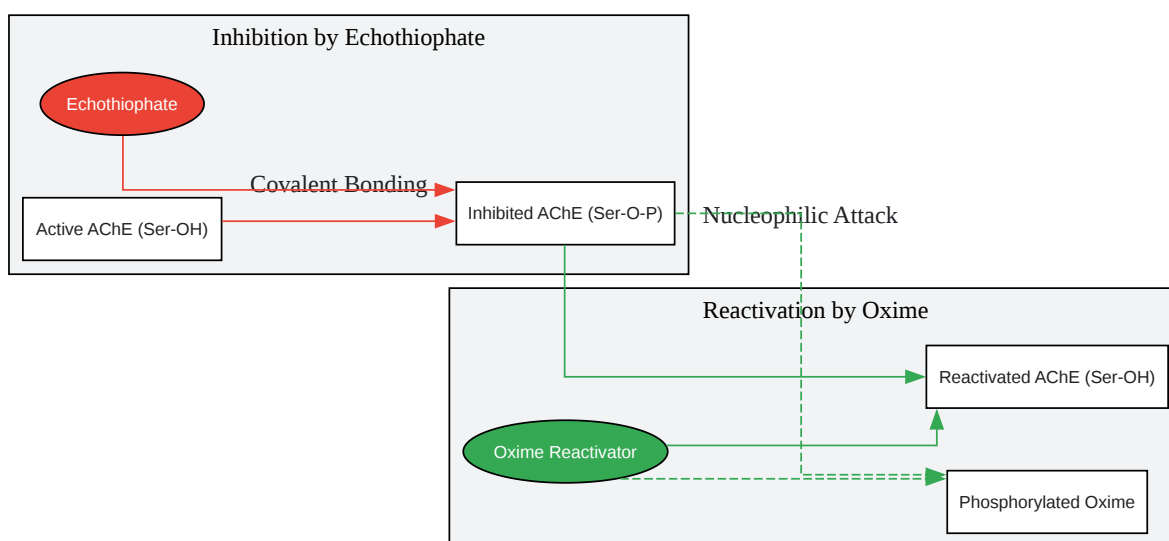 Inhibition by Echothiophate
Echothiophate
Covalent Bonding
Active AChE (Ser-OH)
Inhibited AChE (Ser-O-P)
Nucleophilic Attack
Reactivation by Oxime
Reactivated AChE (Ser-OH)
Oxime Reactivator
Phosphorylated Oxime